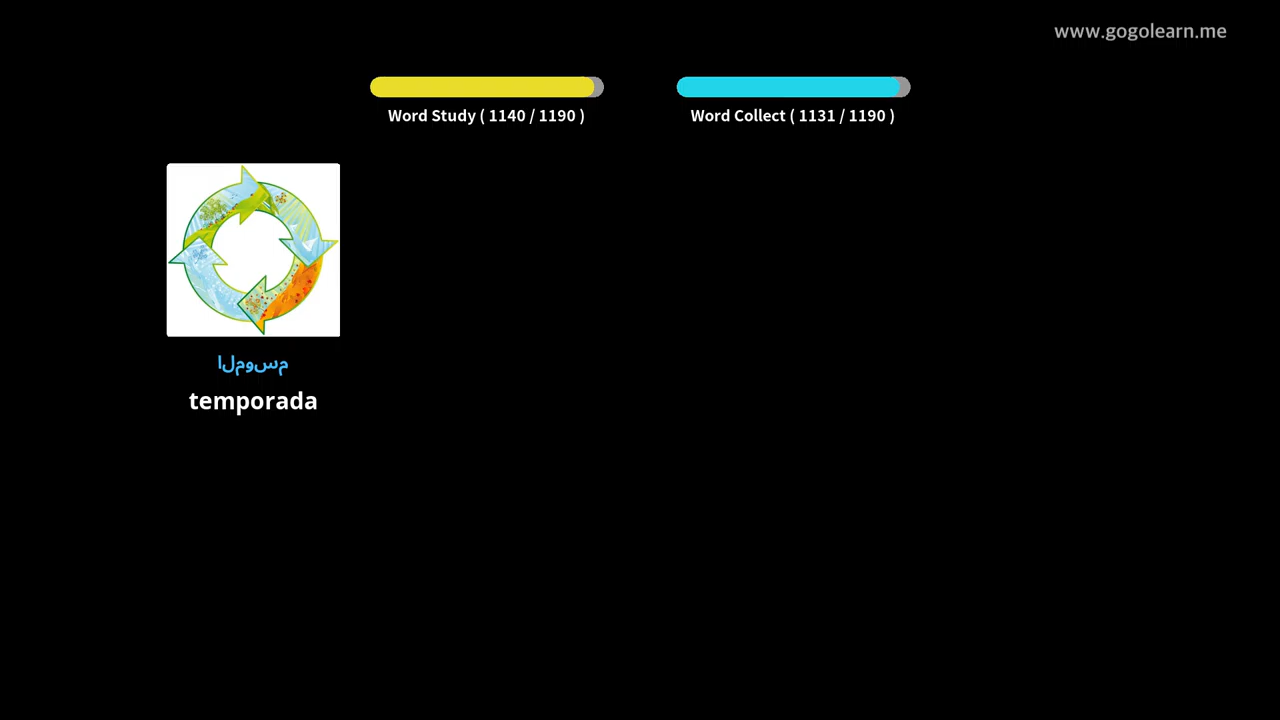 www.gogolearn.me
Word Study ( 1140 / 1190 )
Word Collect ( 1131 / 1190 )
الموسم
temporada